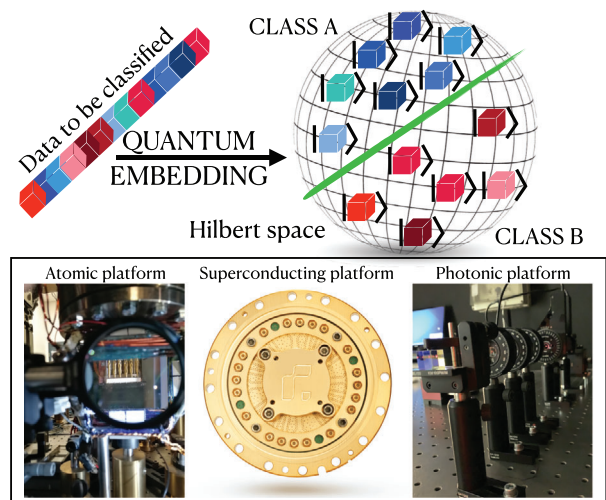 CLASS A
Data to be classified
QUANTUM
EMBEDDING
Hilbert space
CLASS B
Atomic platform
Superconducting platform
Photonic platform